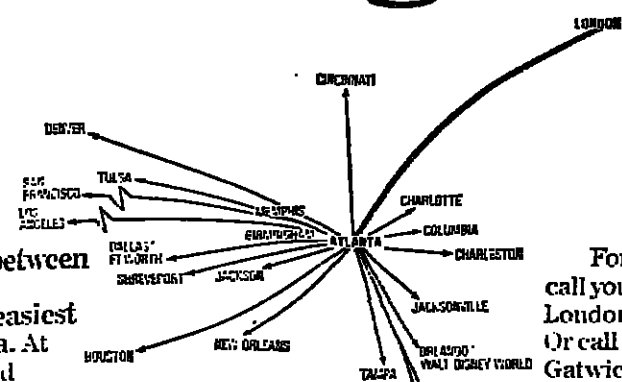 LONDON
CINCINNATI
DENVER
TULSA
SAN
FRANCISCO
LOS
ANGELES
MEMPHIS
CHARLOTTE
BIRMINGHAM
ATLANTA
COLUMBIA
DALLAS
FT WORTH
CHARLESTON
SHREVEPORT
JACKSON
JACKSONVILLE
HOUSTON
NEW ORLEANS
ORLANDO
WALT DISNEY WORLD
TAMPA
between
easiest
a. At
d
For
call you
London
Or call
Gatwic